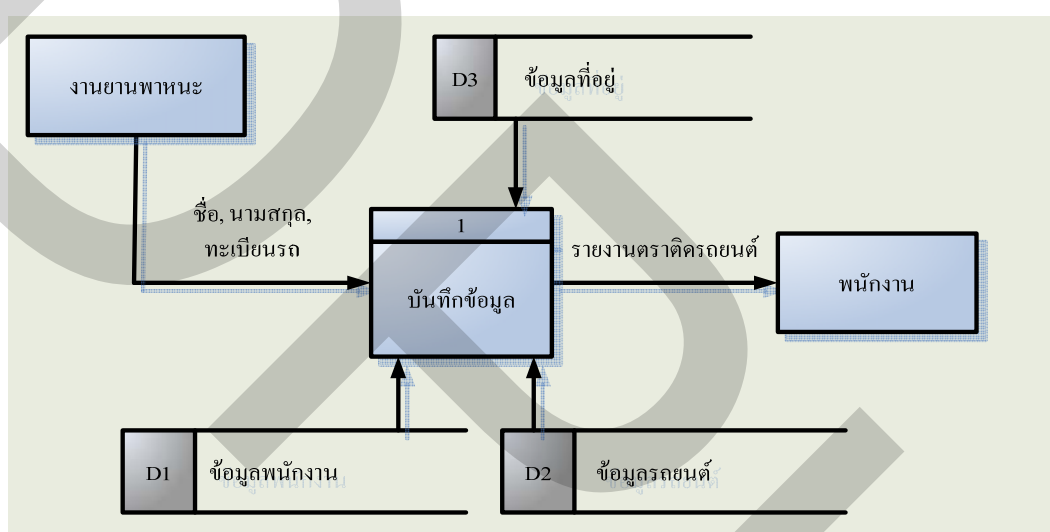 งานยานพาหนะ
D3
ข้อมูลที่อยู่
ชื่อ, นามสกุล,
ทะเบียนรถ
1
บันทึกข้อมูล
รายงานตราติดรถยนต์
พนักงาน
D1
ข้อมูลพนักงาน
D2
ข้อมูลรถยนต์